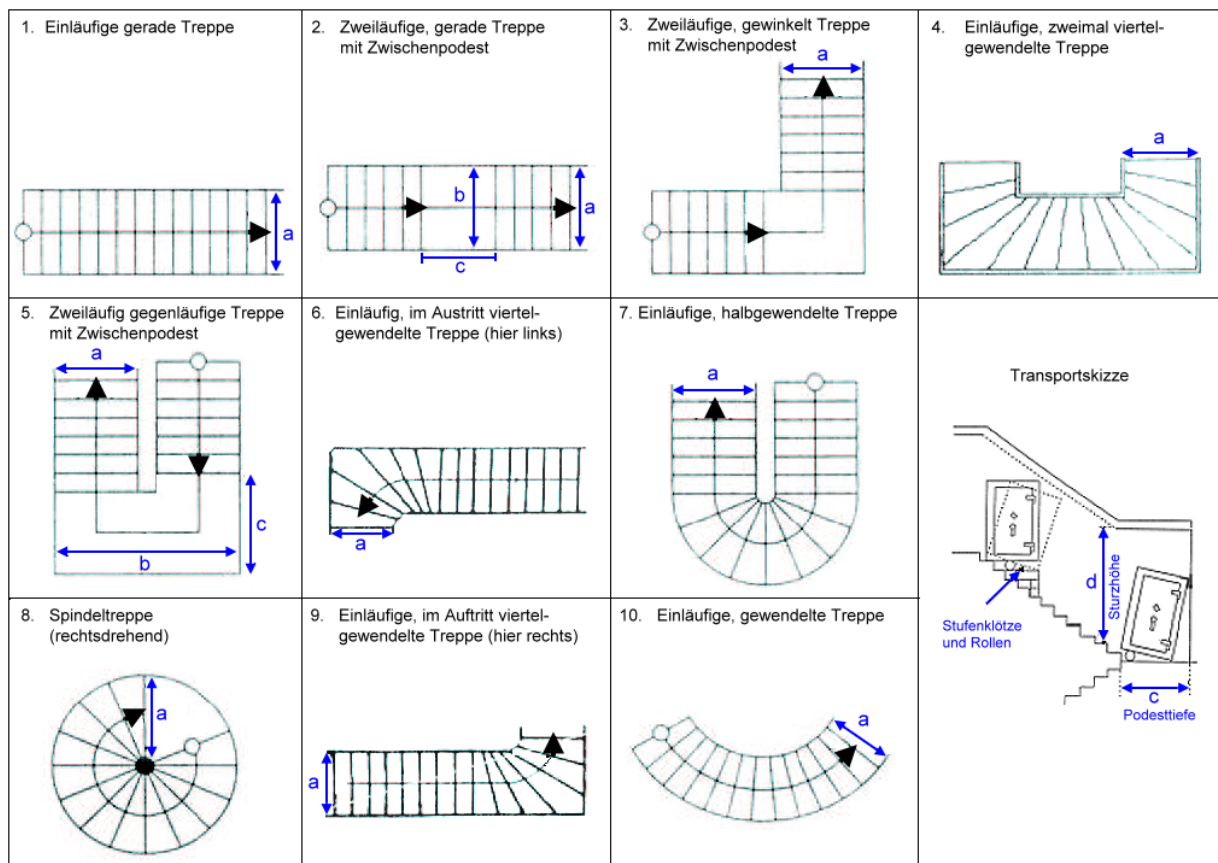 1. Einläufige gerade Treppe
a
2. Zweiläufige, gerade Treppe
mit Zwischenpodest
b
a
c
3. Zweiläufige, gewinkelt Treppe
mit Zwischenpodest
a
4. Einläufige, zweimal viertel-
gewendelte Treppe
a
5. Zweiläufig gegenläufige Treppe
mit Zwischenpodest
a
c
b
6. Einläufig, im Austritt viertel-
gewendelte Treppe (hier links)
a
7. Einläufige, halbgewendelte Treppe
a
Transportskizze
d
Sturzhöhe
Stufenklötze
und Rollen
c
Podesttiefe
8. Spindeltreppe
(rechtsdrehend)
a
9. Einläufige, im Auftritt viertel-
gewendelte Treppe (hier rechts)
a
10. Einläufige, gewendelte Treppe
a